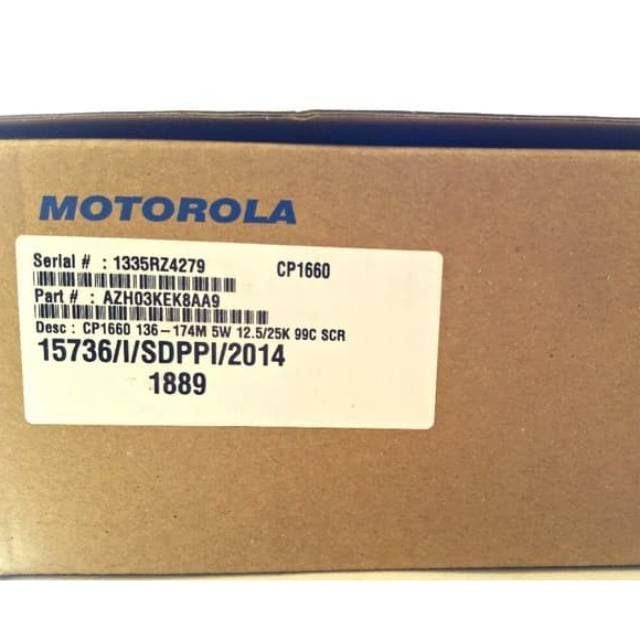 MOTOROLA
Serial # : 1335RZ4279 CP1660
Part # : AZH03KEK8AA9
Desc : CP1660 136-174M 5W 12.5/25K 99C SCR
15736/I/SDPPI/2014
1889